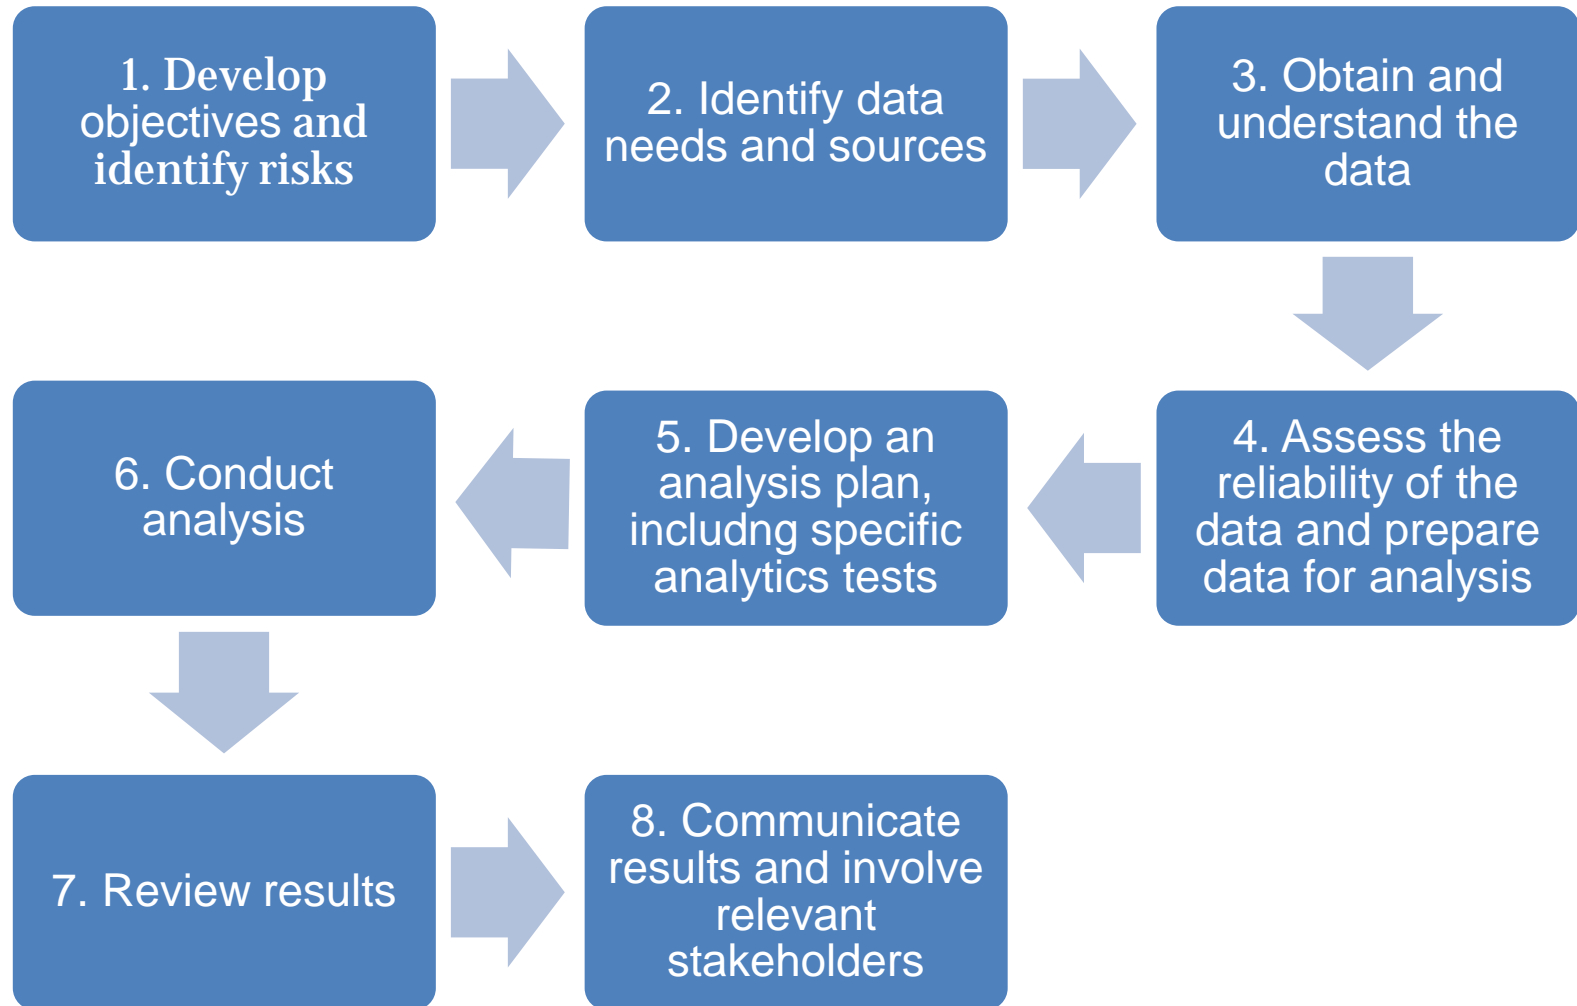 1. Develop
objectives and
identify risks
2. Identify data
needs and sources
3. Obtain and
understand the
data
4. Assess the
reliability of the
data and prepare
data for analysis
5. Develop an
analysis plan,
includng specific
analytics tests
6. Conduct
analysis
7. Review results
8. Communicate
results and involve
relevant
stakeholders